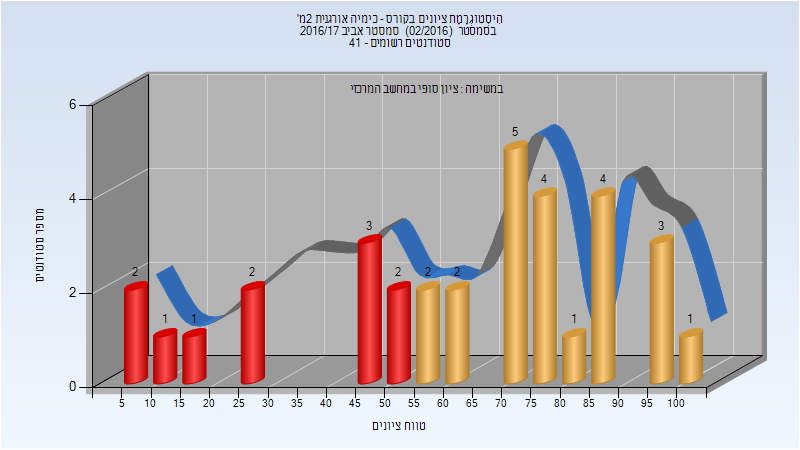 היסטוגרמת ציונים בקורס - כימיה אורגנית 2מ'
בסמסטר (02/2016) סמסטר אביב 2016/17
סטודנטים רשומים - 41
במשימה : ציון סופי במחשב המרכזי
מספר סטודנטים
6
4
2
0
2
1
1
2
3
2
2
2
5
4
1
4
3
1
5 10 15 20 25 30 35 40 45 50 55 60 65 70 75 80 85 90 95 100
טווח ציונים